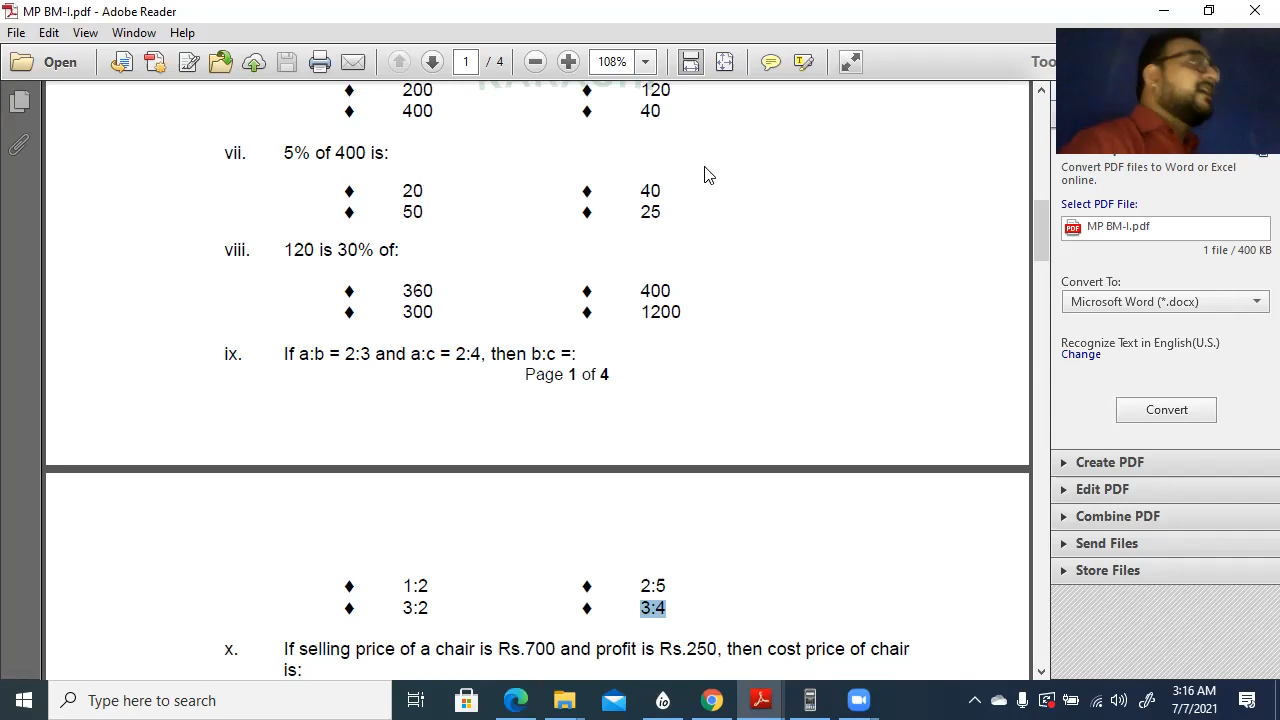 MP BM-I.pdf - Adobe Reader
File Edit View Window Help
Open 1 / 4 108% Too
200 120
♦ 400 ♦ 40
vii. 5% of 400 is:
♦ 20 ♦ 40
♦ 50 ♦ 25
viii. 120 is 30% of:
♦ 360 ♦ 400
♦ 300 ♦ 1200
ix. If a:b = 2:3 and a:c = 2:4, then b:c =:
Page 1 of 4
♦ 1:2 ♦ 2:5
♦ 3:2 ♦ 3:4
x. If selling price of a chair is Rs.700 and profit is Rs.250, then cost price of chair
is:
Convert PDF files to Word or Excel
online.
Select PDF File:
MP BM-I.pdf
1 file / 400 KB
Convert To:
Microsoft Word (*.docx)
Recognize Text in English(U.S.)
Change
Convert
Create PDF
Edit PDF
Combine PDF
Send Files
Store Files
Type here to search
3:16 AM
7/7/2021